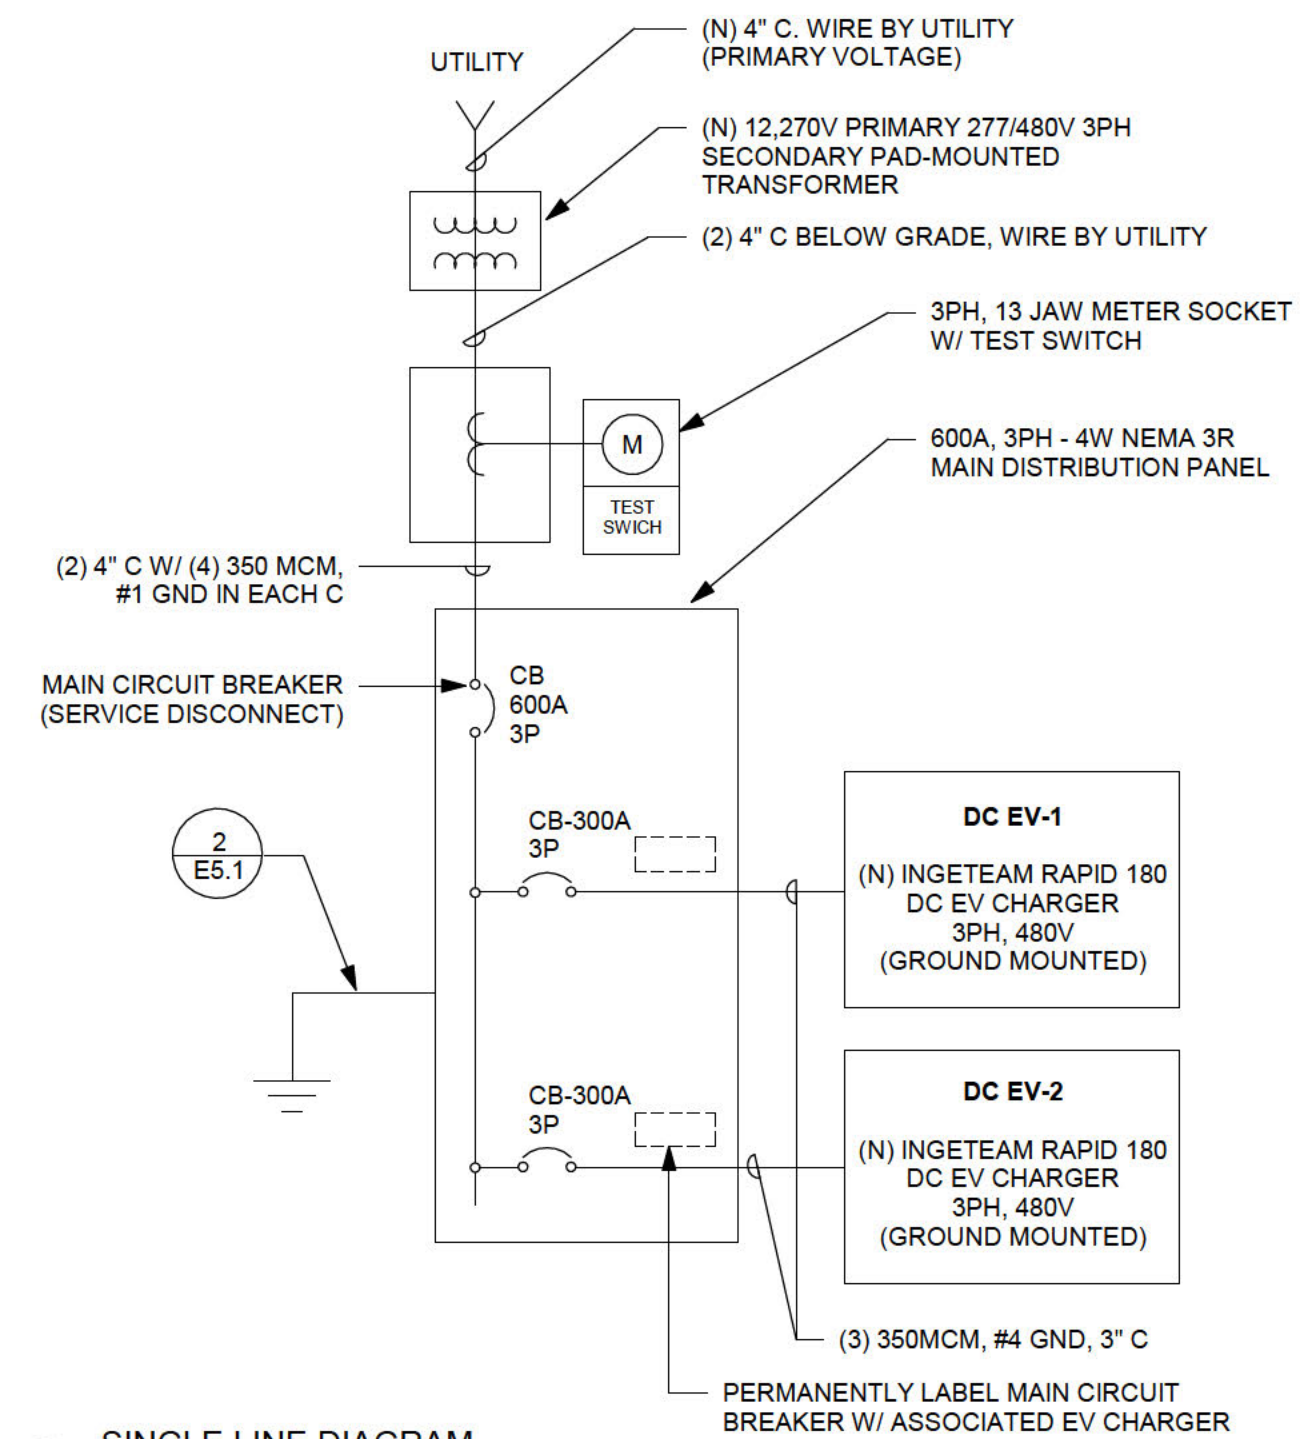 (N) 4" C. WIRE BY UTILITY
(PRIMARY VOLTAGE)
UTILITY
(N) 12,270V PRIMARY 277/480V 3PH
SECONDARY PAD-MOUNTED
TRANSFORMER
(2) 4" C BELOW GRADE, WIRE BY UTILITY
3PH, 13 JAW METER SOCKET
W/ TEST SWITCH
M
TEST
SWICH
600A, 3PH - 4W NEMA 3R
MAIN DISTRIBUTION PANEL
(2) 4" C W/ (4) 350 MCM,
#1 GND IN EACH C
MAIN CIRCUIT BREAKER
(SERVICE DISCONNECT)
CB
600A
3P
2
E5.1
CB-300A
3P
DC EV-1
(N) INGETEAM RAPID 180
DC EV CHARGER
3PH, 480V
(GROUND MOUNTED)
CB-300A
3P
DC EV-2
(N) INGETEAM RAPID 180
DC EV CHARGER
3PH, 480V
(GROUND MOUNTED)
(3) 350MCM, #4 GND, 3" C
PERMANENTLY LABEL MAIN CIRCUIT
BREAKER W/ ASSOCIATED EV CHARGER
SINGLE LINE DIAGRAM